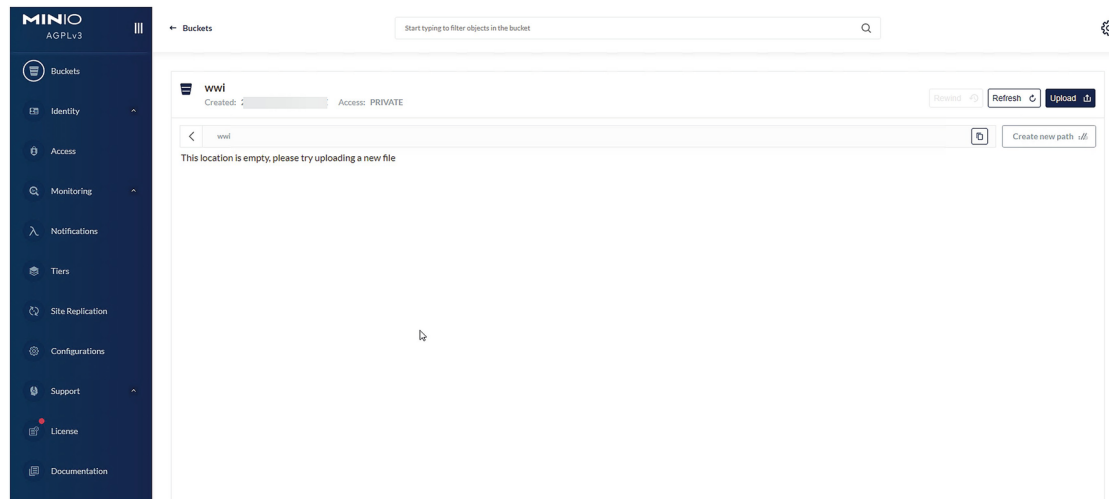 MINIO
AGPLv3
Buckets
Identity
Access
Monitoring
Notifications
Tiers
Site Replication
Configurations
Support
License
Documentation
← Buckets
Start typing to filter objects in the bucket
wwi
Created: Access: PRIVATE
Rewind Refresh Upload
wwi
Create new path
This location is empty, please try uploading a new file